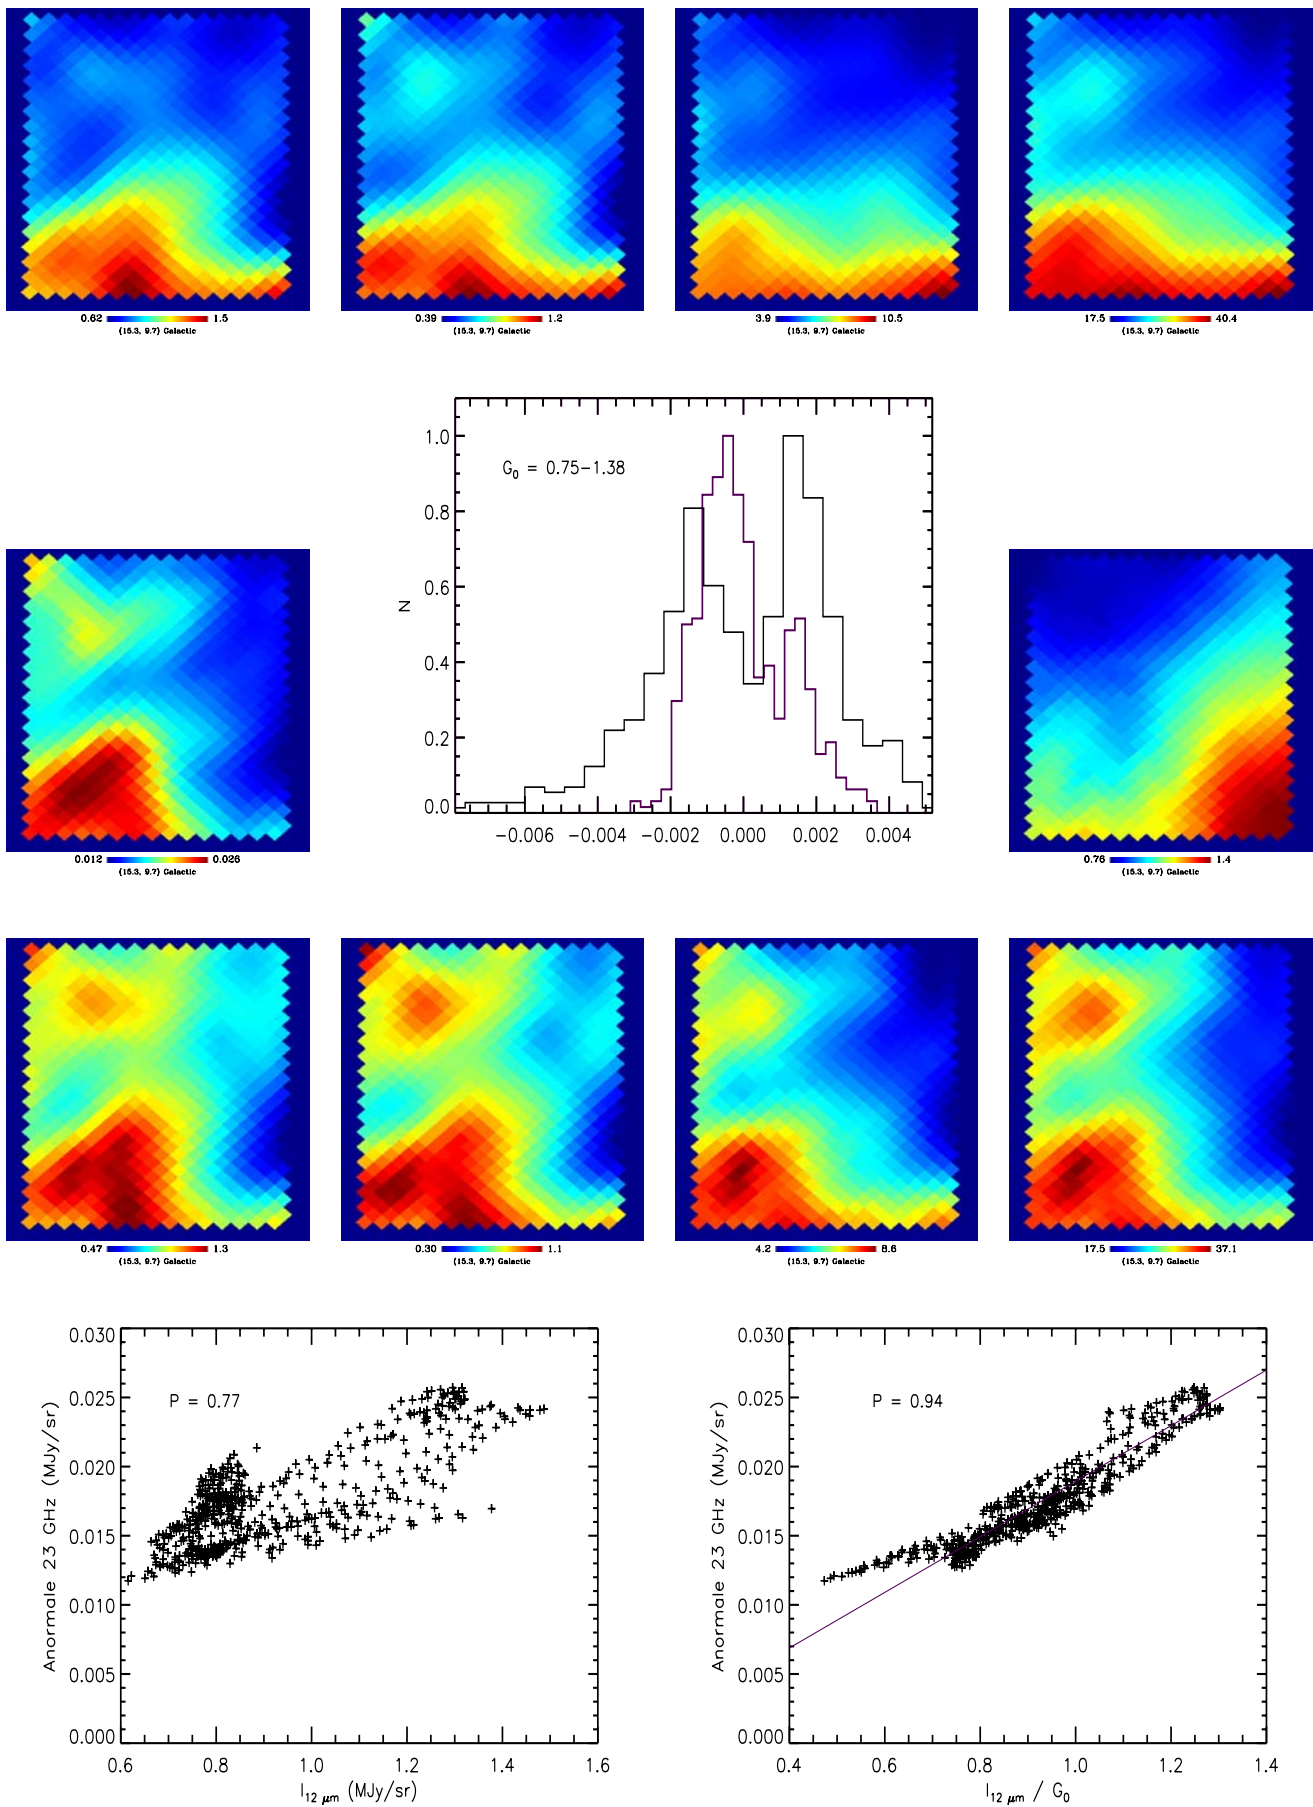 0.62 1.5 0.39 1.2 3.9 10.5 17.5 40.4
(15.3, 9.7) Galactic (15.3, 9.7) Galactic (15.3, 9.7) Galactic (15.3, 9.7) Galactic
1.0
G0 = 0.75-1.38
0.8
0.6
N
0.4
0.2
0.0
-0.006 -0.004 -0.002 0.000 0.002 0.004
0.012 0.026 0.76 1.4
(15.3, 9.7) Galactic (15.3, 9.7) Galactic
0.47 1.3 0.30 1.1 4.2 8.6 17.5 37.1
(15.3, 9.7) Galactic (15.3, 9.7) Galactic (15.3, 9.7) Galactic (15.3, 9.7) Galactic
Anormale 23 GHz (MJy/sr)
0.030
0.025
0.020
0.015
0.010
0.005
0.000
P = 0.77
0.6 0.8 1.0 1.2 1.4 1.6
I12 μm (MJy/sr)
Anormale 23 GHz (MJy/sr)
0.030
0.025
0.020
0.015
0.010
0.005
0.000
P = 0.94
0.4 0.6 0.8 1.0 1.2 1.4
I12 μm / G0